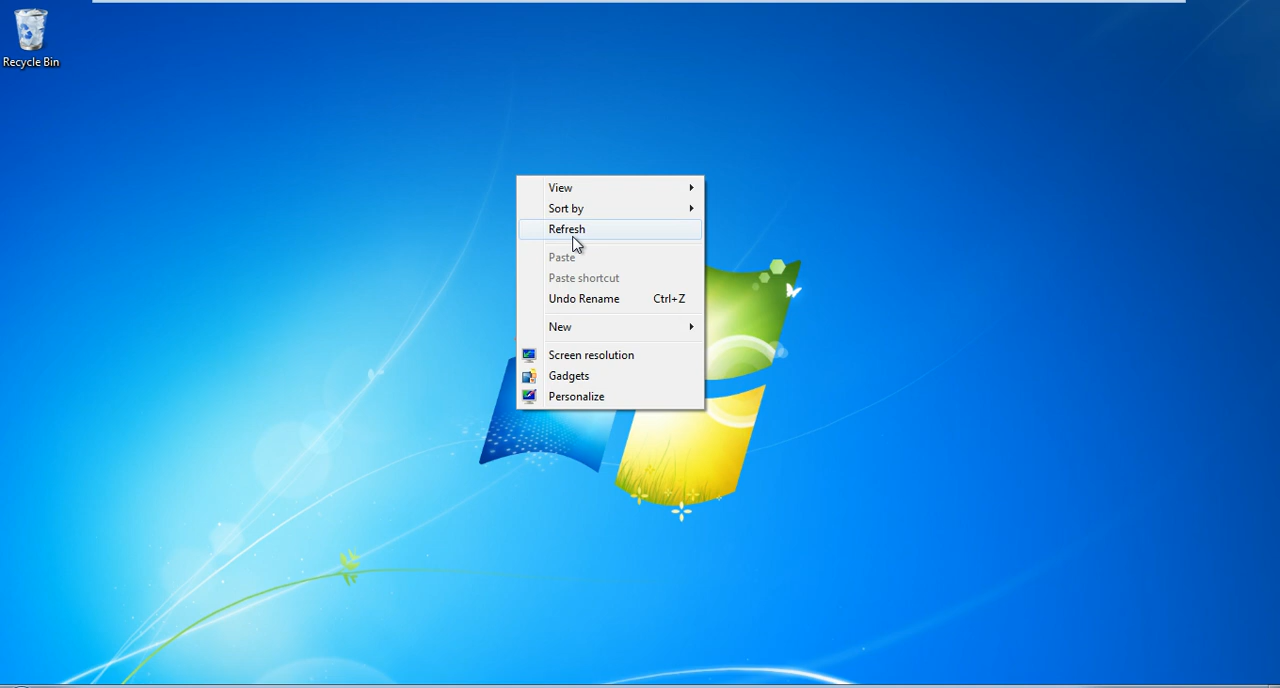 Recycle Bin
View
Sort by
Refresh
Paste
Paste shortcut
Undo Rename Ctrl+Z
New
Screen resolution
Gadgets
Personalize